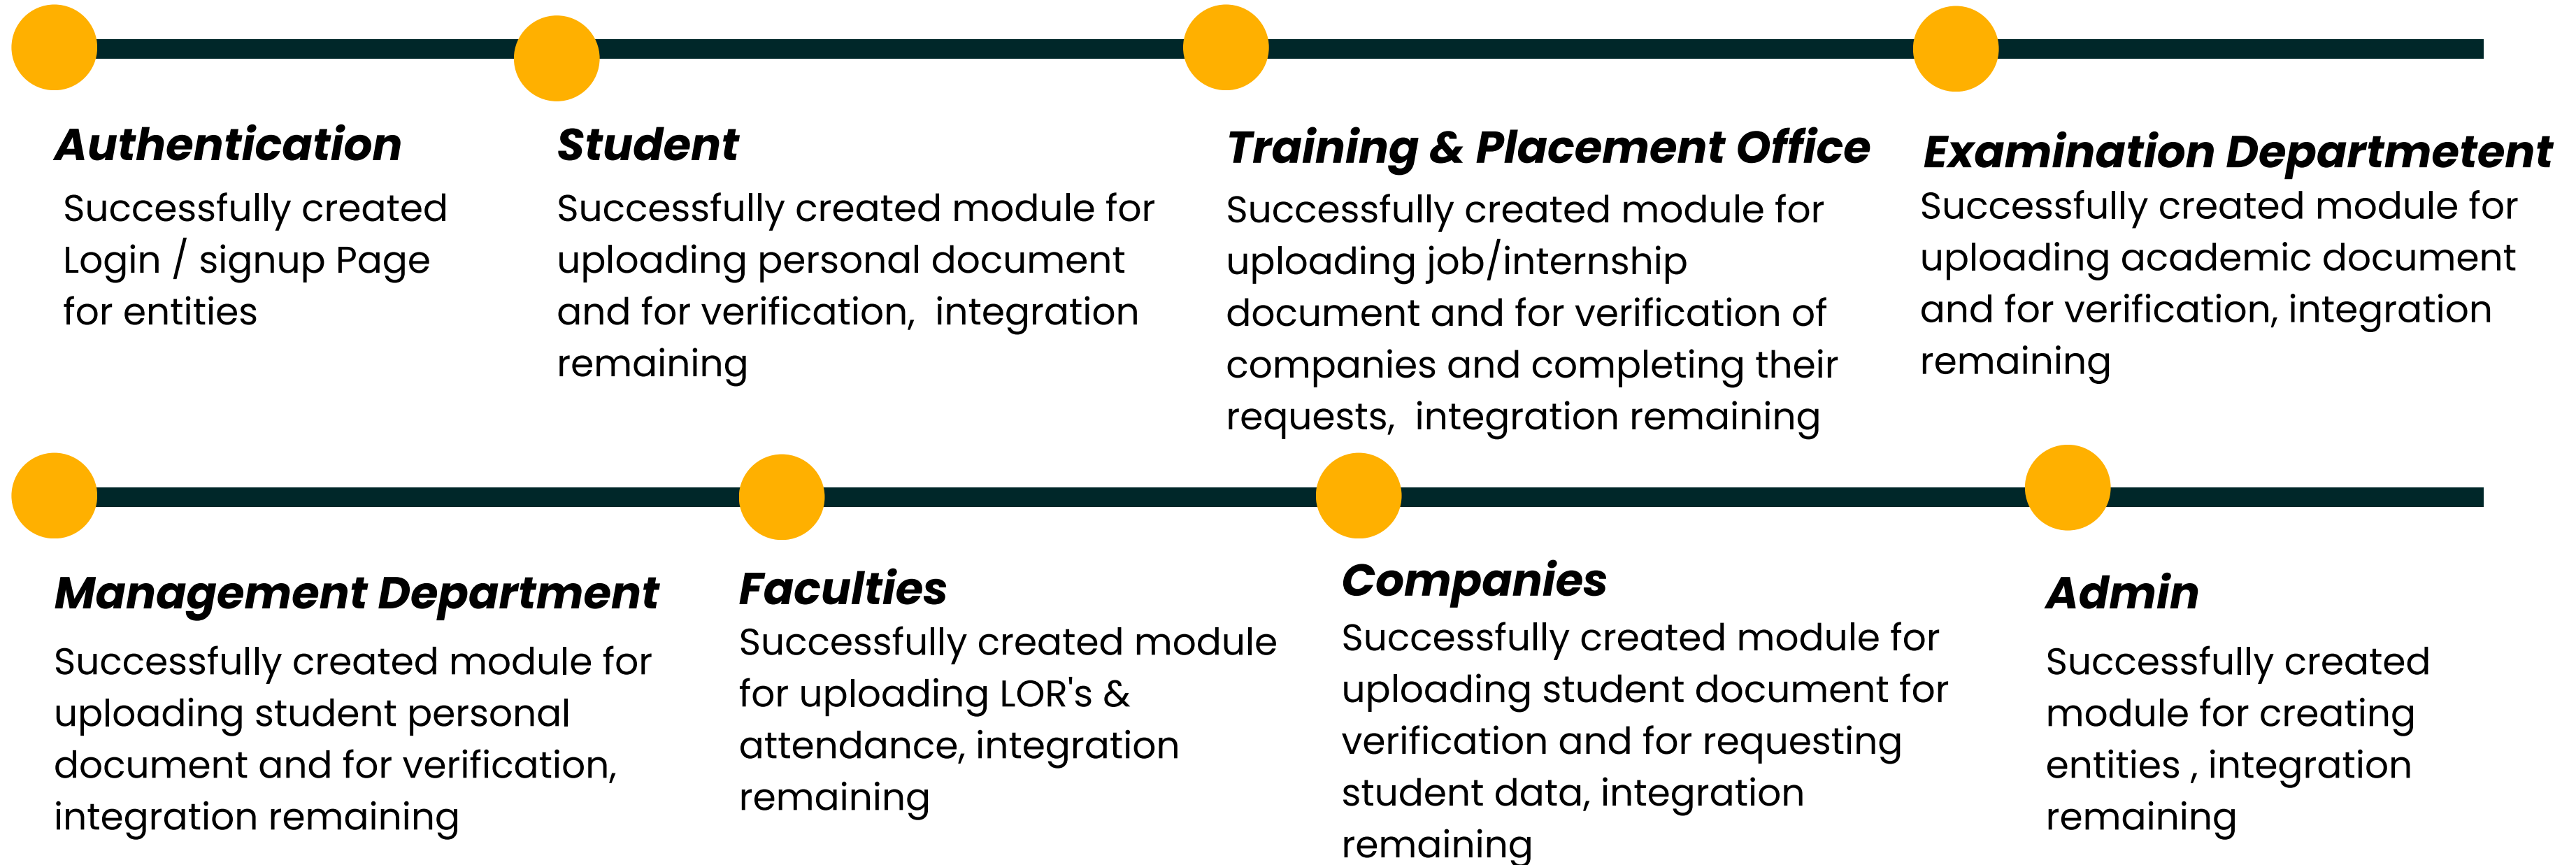 Authentication
Successfully created
Login / signup Page
for entities
Student
Successfully created module for
uploading personal document
and for verification,  integration
remaining
Training & Placement Office
Successfully created module for
uploading job/internship
document and for verification of
companies and completing their
requests,  integration remaining
Examination Departmetent
Successfully created module for
uploading academic document
and for verification, integration
remaining
Management Department
Successfully created module for
uploading student personal
document and for verification,
integration remaining
Faculties
Successfully created module
for uploading LOR's &
attendance, integration
remaining
Companies
Successfully created module for
uploading student document for
verification and for requesting
student data, integration
remaining
Admin
Successfully created
module for creating
entities , integration
remaining